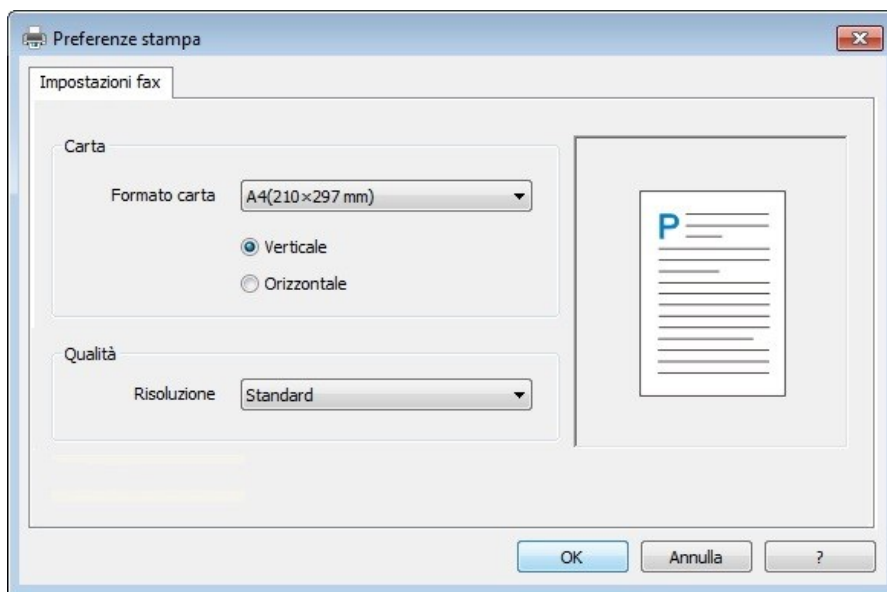 Preferenze stampa
Impostazioni fax
Carta
Formato carta A4(210×297 mm)
Verticale
Orizzontale
P
Qualità
Risoluzione Standard
OK Annulla ?